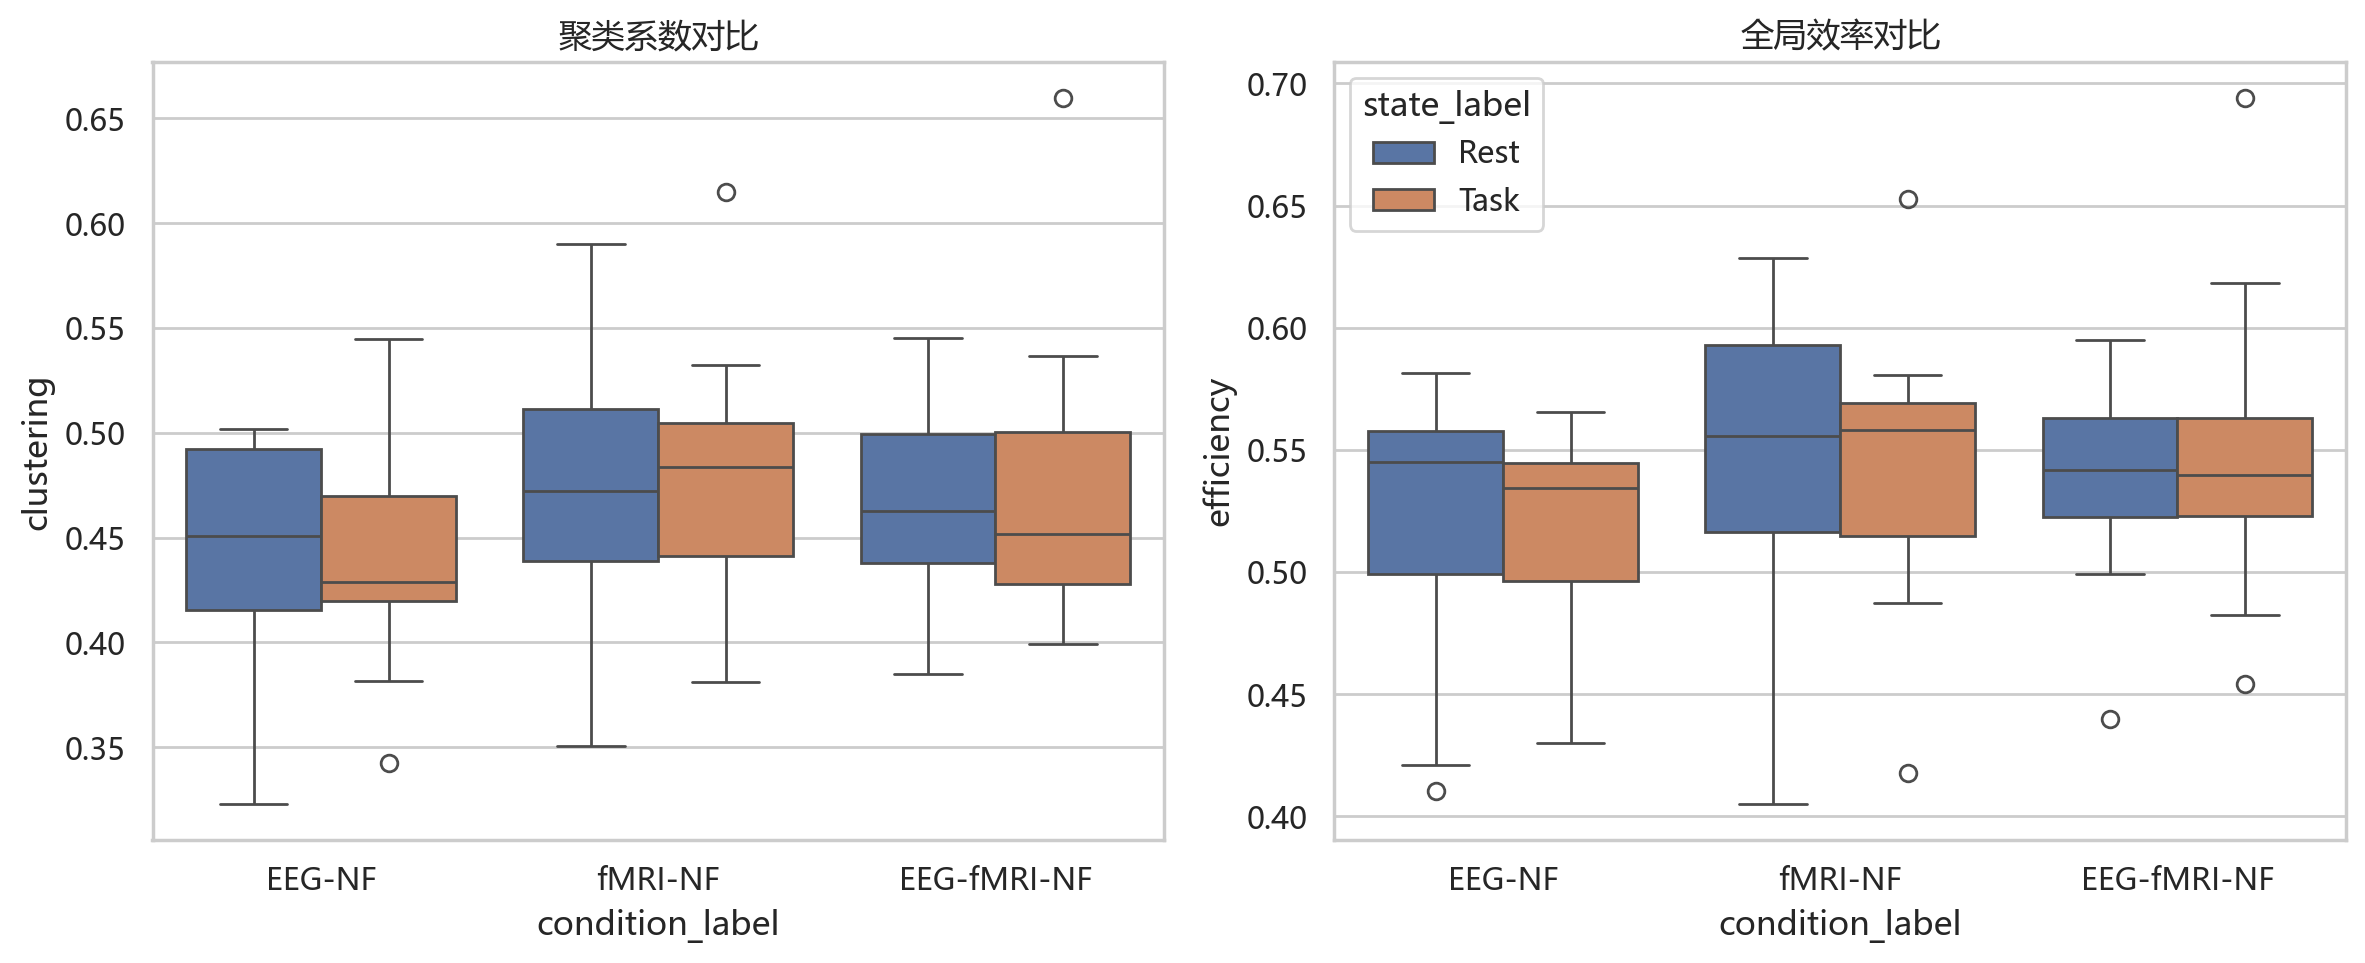 聚类系数对比
0.65
0.60
0.55
0.50
0.45
0.40
0.35
clustering
EEG-NF
fMRI-NF
EEG-fMRI-NF
condition_label
全局效率对比
0.70
0.65
0.60
0.55
0.50
0.45
0.40
efficiency
state_label
Rest
Task
EEG-NF
fMRI-NF
EEG-fMRI-NF
condition_label